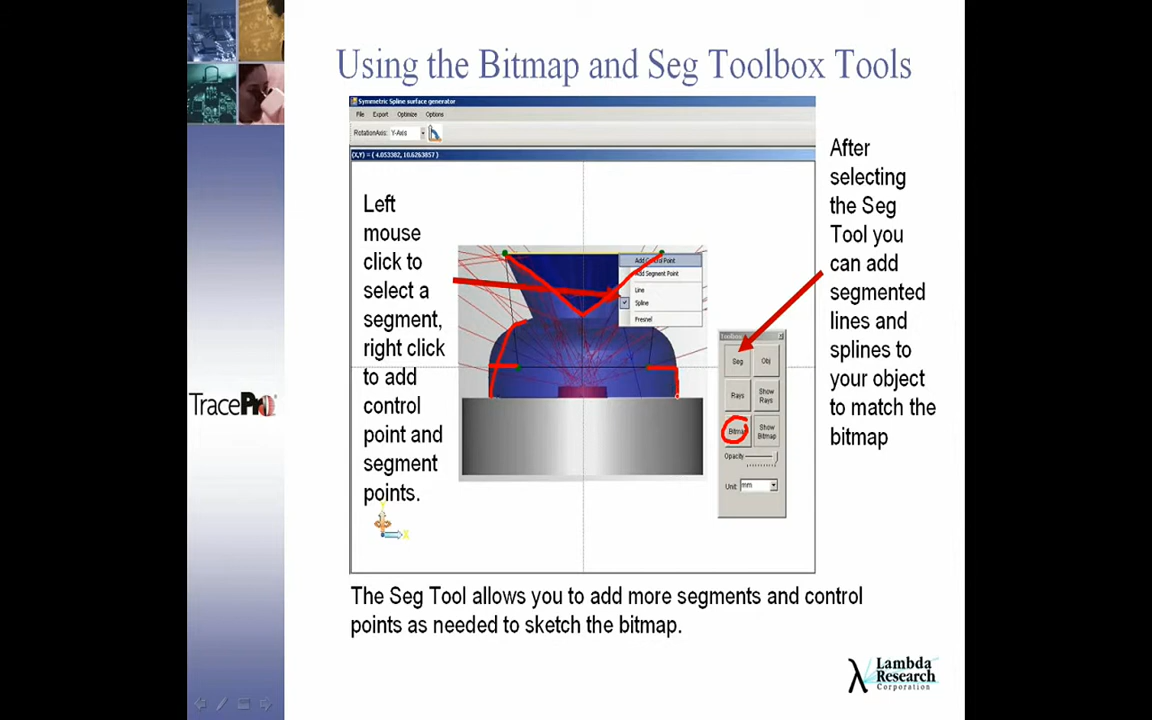 Using the Bitmap and Seg Toolbox Tools
Symmetric Spline surface generator
File Export Optimize Options
RotationAxis: Y-Axis
(X,Y) = ( 4.053382, 10.6263857 )
Left
mouse
click to
select a
segment,
right click
to add
control
point and
segment
points.
Add Control Point
Add Segment Point
Line
Spline
Fresnel
Toolbox
Seg Obj
Rays Show Rays
Bitmap Show Bitmap
Opacity
Unit: mm
Y
X
After
selecting
the Seg
Tool you
can add
segmented
lines and
splines to
your object
to match the
bitmap
TracePro
The Seg Tool allows you to add more segments and control
points as needed to sketch the bitmap.
λ Lambda
Research
Corporation